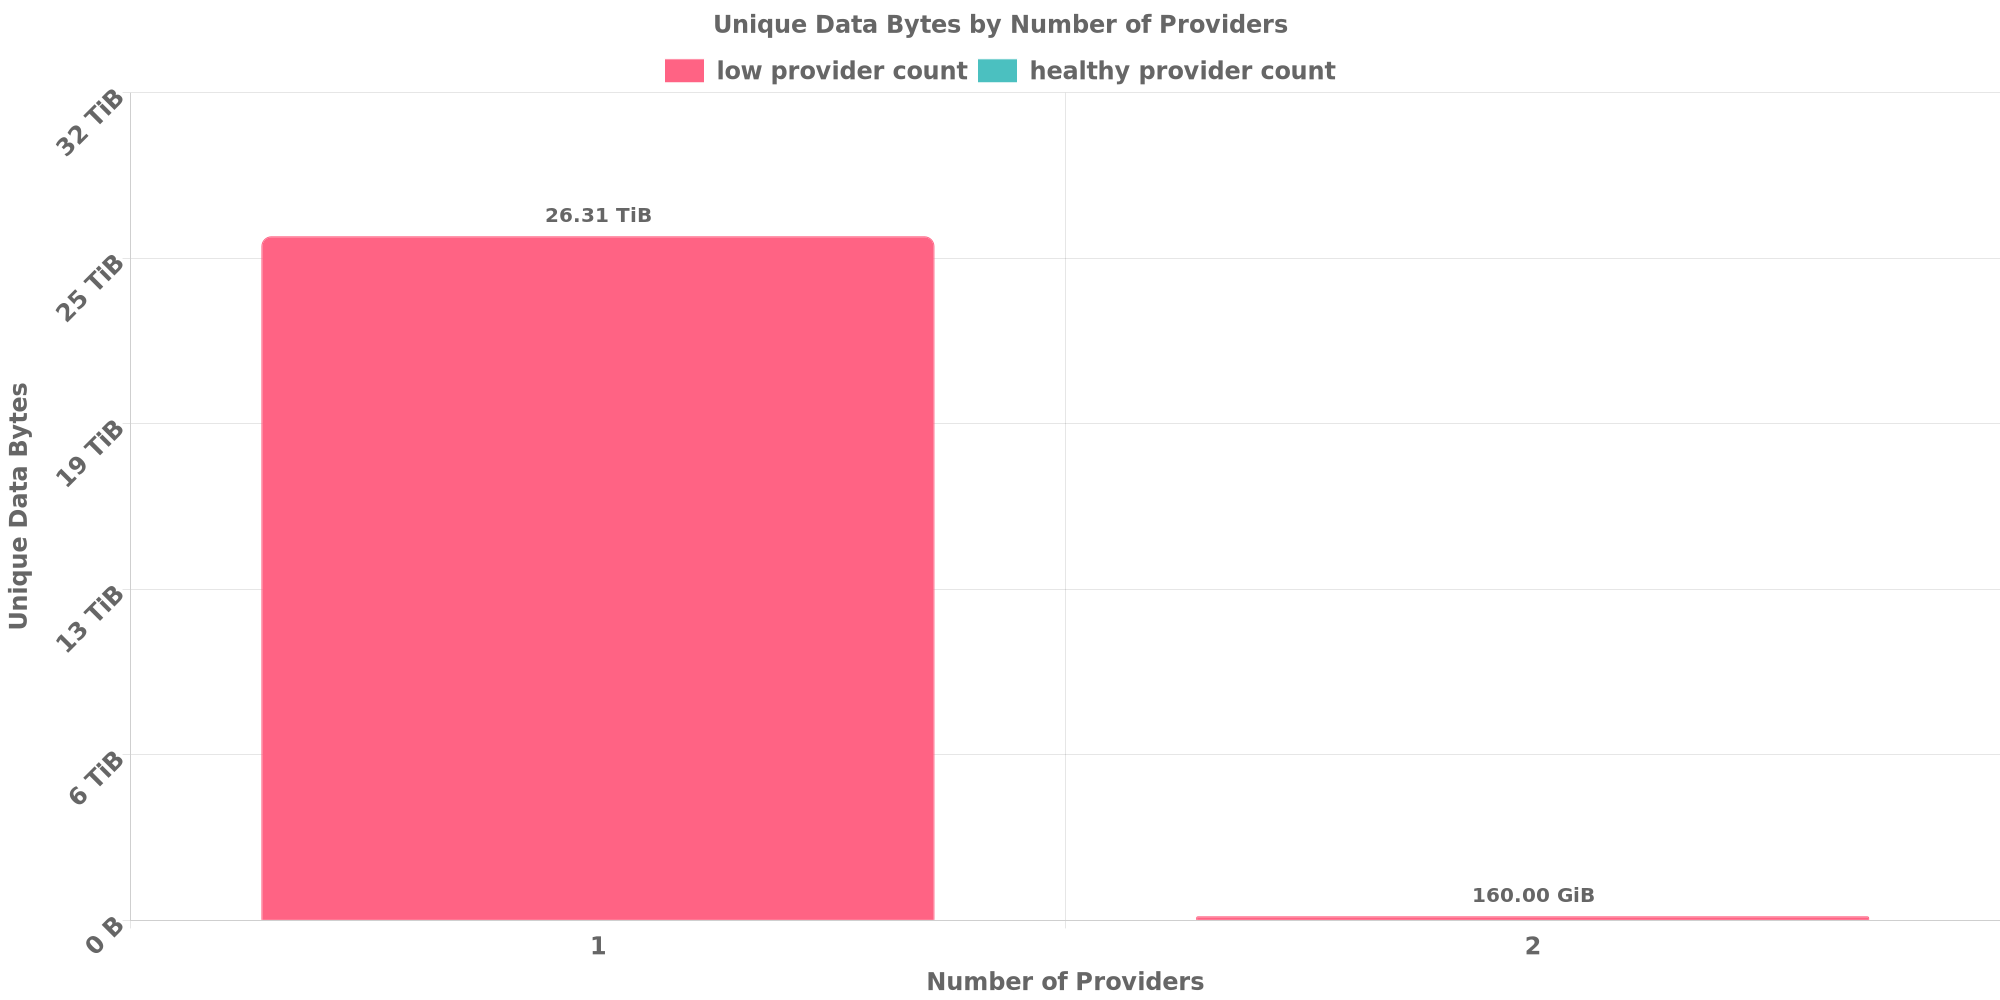 Unique Data Bytes by Number of Providers
low provider count
healthy provider count
32 TiB
25 TiB
19 TiB
13 TiB
6 TiB
0 B
Unique Data Bytes
26.31 TiB
160.00 GiB
1
2
Number of Providers